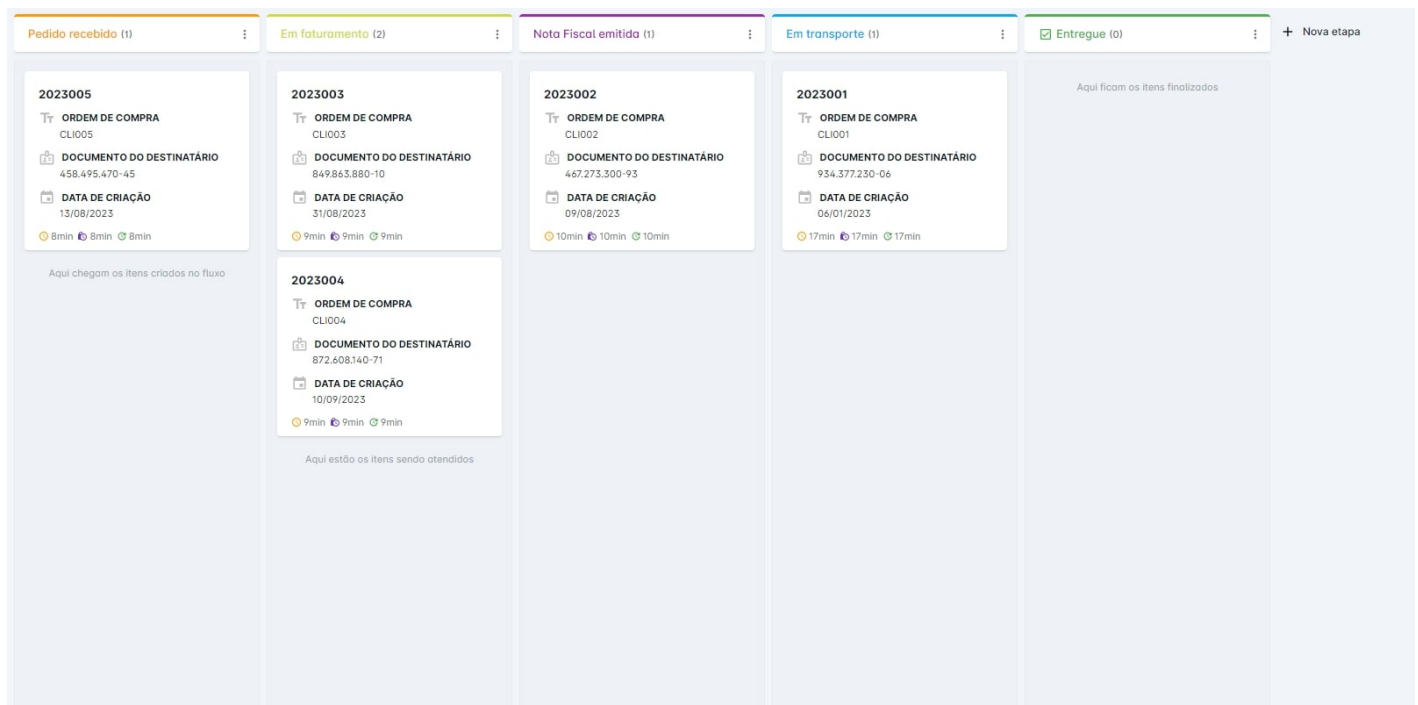 Pedido recebido (1)
Em faturamento (2)
Nota Fiscal emitida (1)
Em transporte (1)
Entregue (0)
+ Nova etapa
2023005
ORDEM DE COMPRA
CLI005
DOCUMENTO DO DESTINATÁRIO
458.495.470-45
DATA DE CRIAÇÃO
13/08/2023
8min 8min 8min
Aqui chegam os itens criados no fluxo
2023003
ORDEM DE COMPRA
CLI003
DOCUMENTO DO DESTINATÁRIO
849.863.880-10
DATA DE CRIAÇÃO
31/08/2023
9min 9min 9min
2023004
ORDEM DE COMPRA
CLI004
DOCUMENTO DO DESTINATÁRIO
872.608.140-71
DATA DE CRIAÇÃO
10/09/2023
9min 9min 9min
Aqui estão os itens sendo atendidos
2023002
ORDEM DE COMPRA
CLI002
DOCUMENTO DO DESTINATÁRIO
467.273.300-93
DATA DE CRIAÇÃO
09/08/2023
10min 10min 10min
2023001
ORDEM DE COMPRA
CLI001
DOCUMENTO DO DESTINATÁRIO
934.377.230-06
DATA DE CRIAÇÃO
06/01/2023
17min 17min 17min
Aqui ficam os itens finalizados